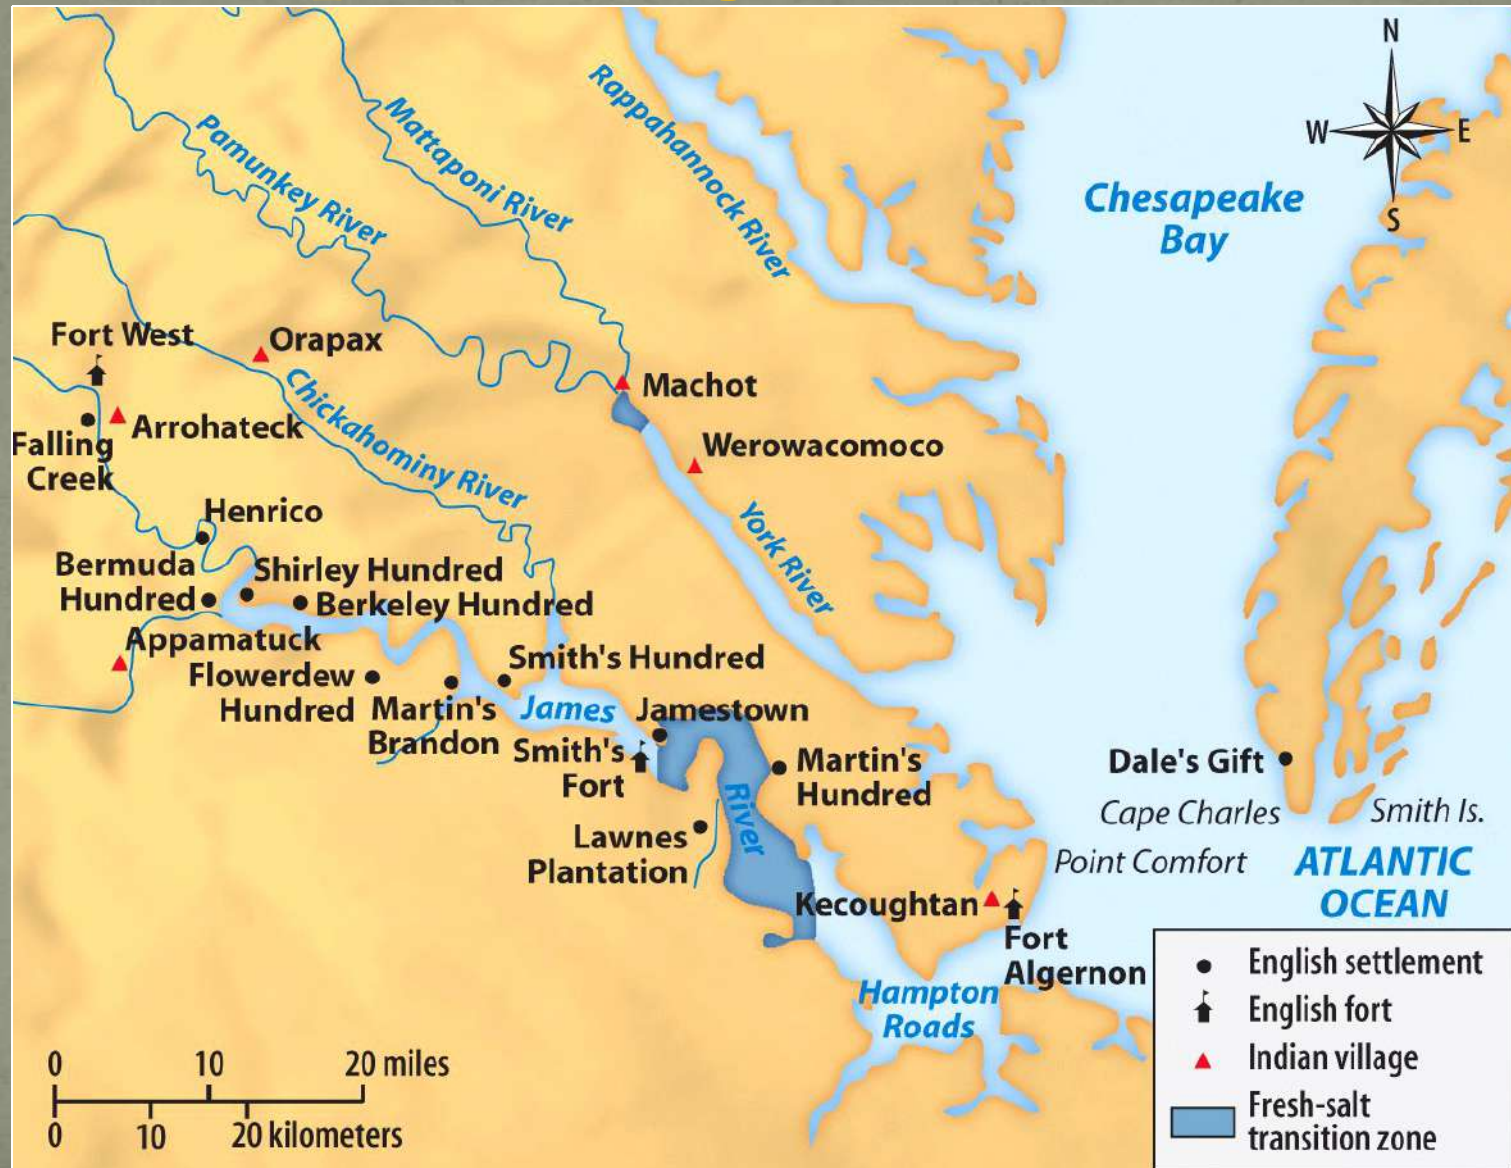 N
W
E
S
Rappahannock River
Mattaponi River
Pamunkey River
Chesapeake
Bay
Fort West
Orapax
Machot
Chickahominy River
Arrohateck
Falling
Creek
Werowacomoco
Henrico
York River
Bermuda
Hundred
Shirley Hundred
Berkeley Hundred
Appamatuck
Flowerdew
Hundred
Smith's Hundred
Martin's
Brandon
James
Jamestown
Smith's
Fort
Martin's
Hundred
River
Lawnes
Plantation
Dale's Gift
Cape Charles
Smith Is.
Point Comfort
ATLANTIC
OCEAN
Kecoughtan
Fort
Algernon
Hampton
Roads
English settlement
English fort
Indian village
Fresh-salt
transition zone
0 10 20 miles
0 10 20 kilometers